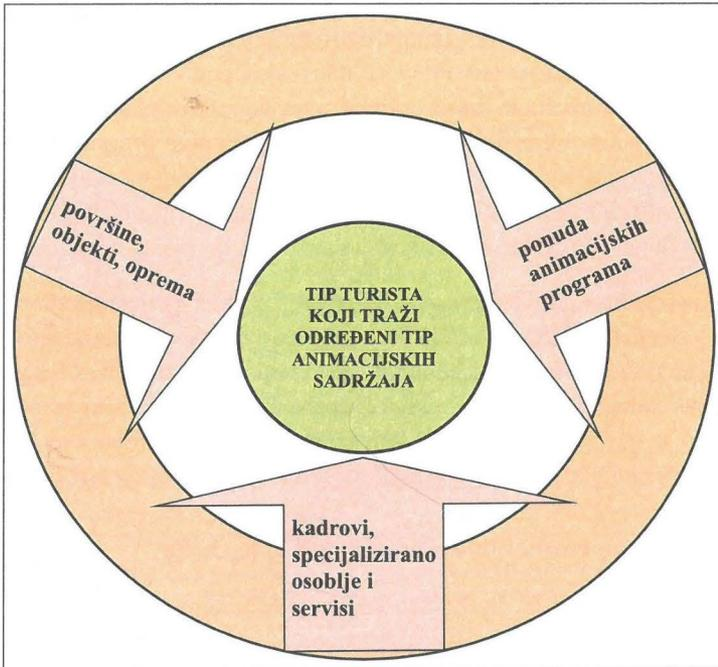 površine,
objekti, oprema
ponuda
animacijskih
programa
TIP TURISTA
KOJI TRAŽI
ODREĐENI TIP
ANIMACIJSKIH
SADRŽAJA
kadrovi,
specijalizirano
osoblje i
servisi